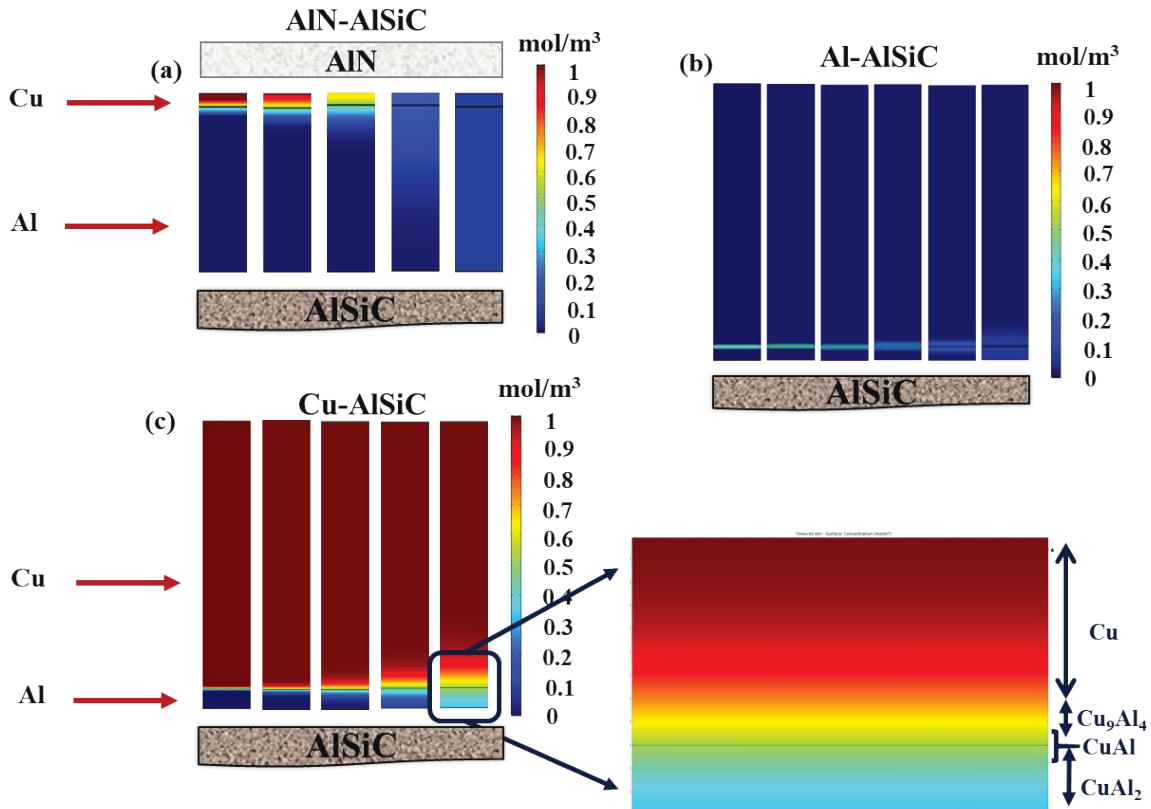 AlN-AlSiC
(a)
AlN
mol/m³
1
0.9
0.8
0.7
0.6
0.5
0.4
0.3
0.2
0.1
0
Cu
Al
AlSiC
(b)
Al-AlSiC
mol/m³
1
0.9
0.8
0.7
0.6
0.5
0.4
0.3
0.2
0.1
0
AlSiC
Cu-AlSiC
(c)
mol/m³
1
0.9
0.8
0.7
0.6
0.5
0.4
0.3
0.2
0.1
0
Cu
Al
AlSiC
Cu
Cu₉Al₄
CuAl
CuAl₂